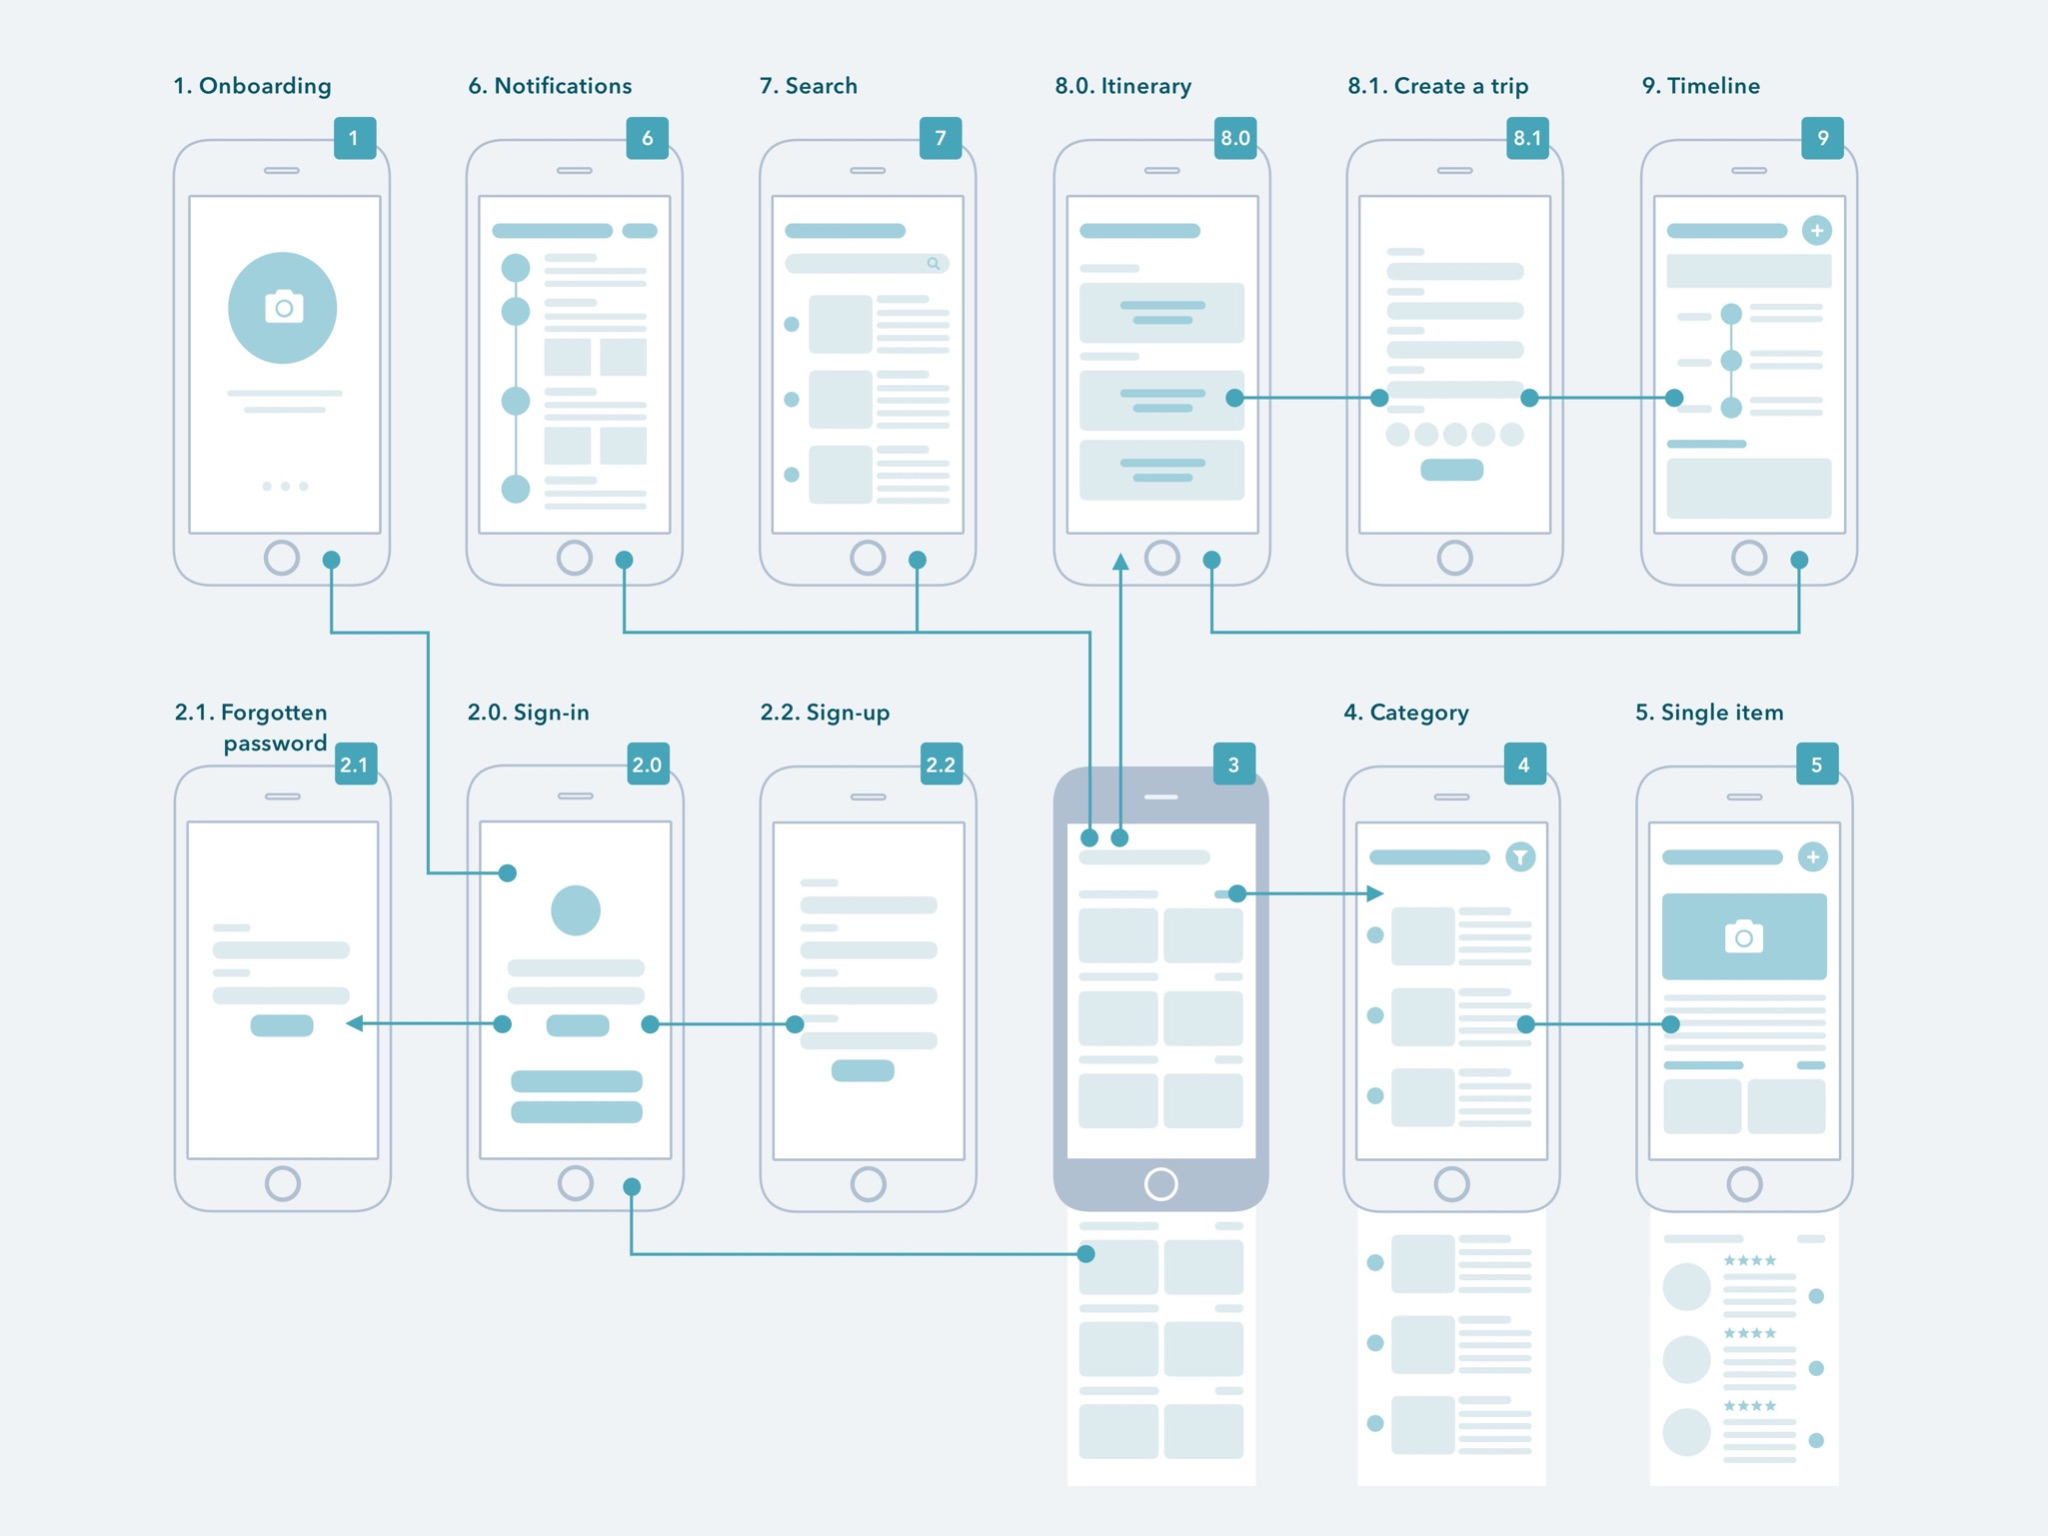 1. Onboarding
6. Notifications
7. Search
8.0. Itinerary
8.1. Create a trip
9. Timeline
1
6
7
8.0
8.1
9
2.1. Forgotten
password
2.0. Sign-in
2.2. Sign-up
4. Category
5. Single item
2.1
2.0
2.2
3
4
5